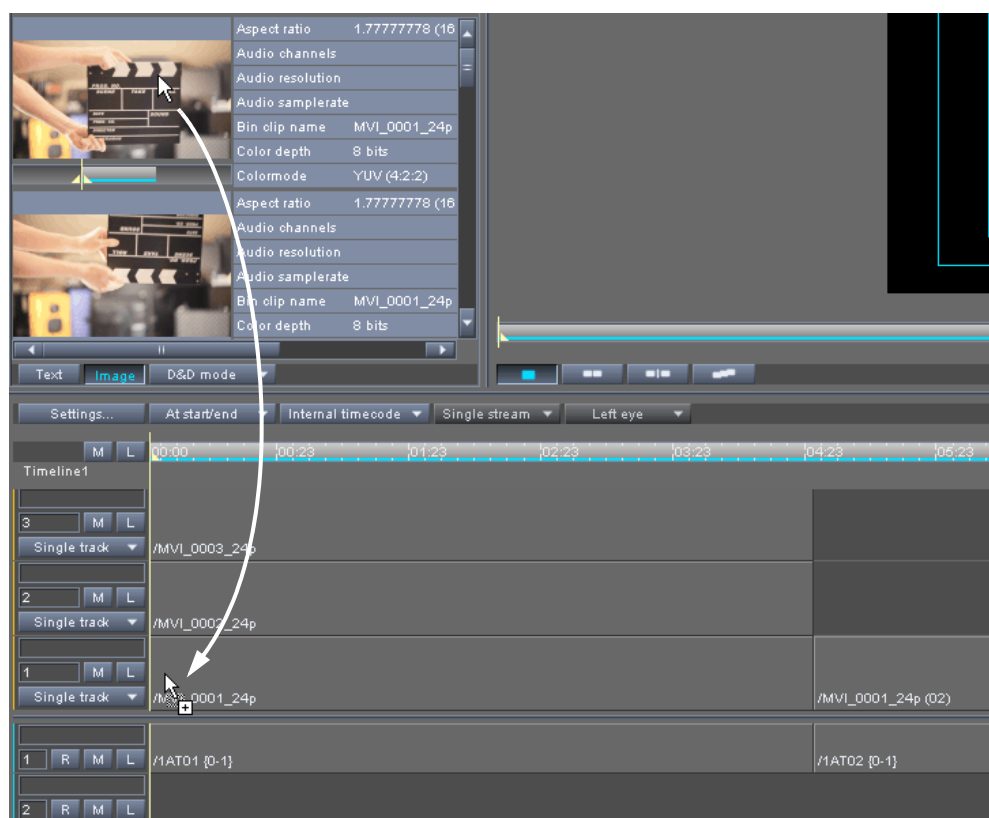 Aspect ratio 1.77777778 (16
Audio channels
Audio resolution
Audio samplerate
Bin clip name MVI_0001_24p
Color depth 8 bits
Colormode YUV (4:2:2)
Aspect ratio 1.77777778 (16
Audio channels
Audio resolution
Audio samplerate
Bin clip name MVI_0001_24p
Color depth 8 bits
Text Image D&D mode
Settings... At start/end Internal timecode Single stream Left eye
M L 00:00 00:23 01:23 02:23 03:23 04:23 05:23
Timeline1
3 M L
Single track /MVI_0003_24p
2 M L
Single track /MVI_0002_24p
1 M L
Single track /MVI_0001_24p /MVI_0001_24p (02)
1 R M L /1AT01 {0-1} /1AT02 {0-1}
2 R M L